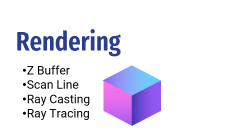 Rendering
•Z Buffer
•Scan Line
•Ray Casting
•Ray Tracing